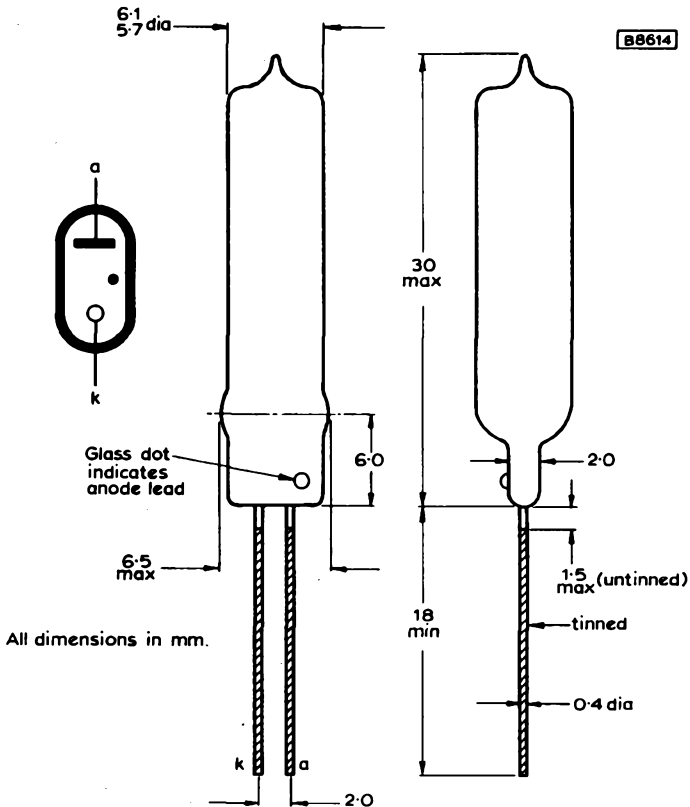 6·1
5·7 dia
B8614
a
k
30
max
Glass dot
indicates
anode lead
6·0
2·0
6·5
max
1·5
max (untinned)
18
min
tinned
All dimensions in mm.
0·4 dia
k
a
2·0